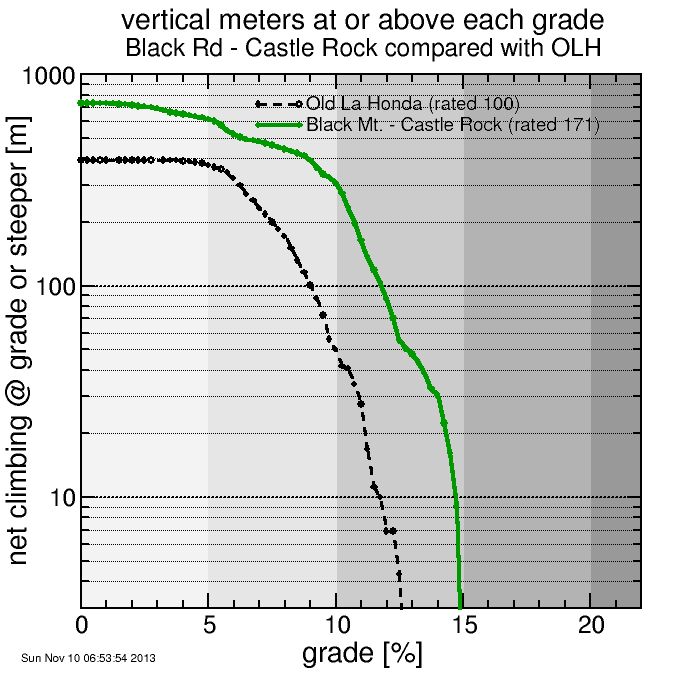 vertical meters at or above each grade
Black Rd - Castle Rock compared with OLH
net climbing @ grade or steeper [m]
1000
100
10
Old La Honda (rated 100)
Black Mt. - Castle Rock (rated 171)
0 5 10 15 20
grade [%]
Sun Nov 10 06:53:54 2013